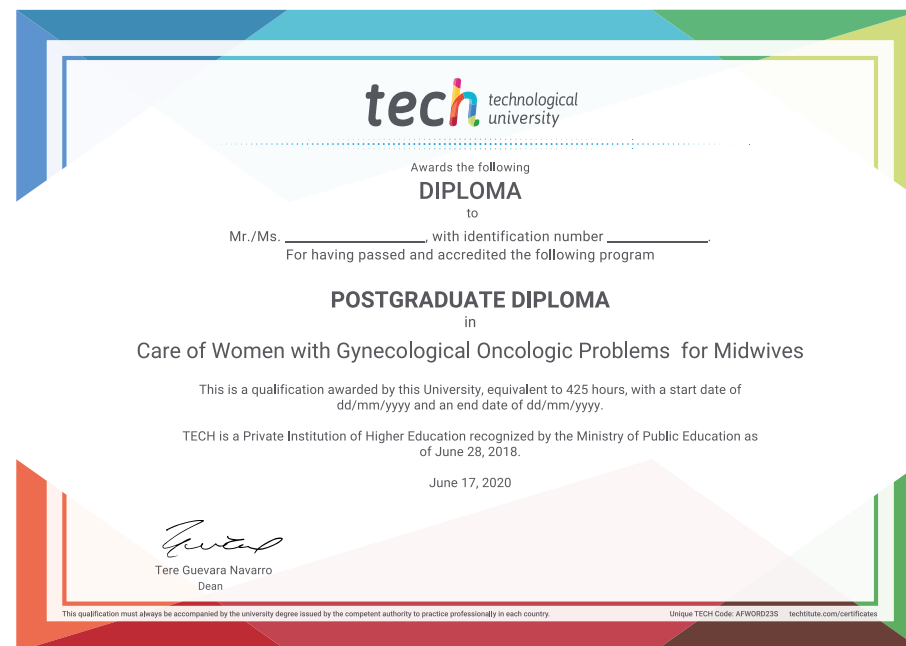 tech technological
university
Awards the following
DIPLOMA
to
Mr./Ms. ____________________, with identification number __________________.
For having passed and accredited the following program
POSTGRADUATE DIPLOMA
in
Care of Women with Gynecological Oncologic Problems for Midwives
This is a qualification awarded by this University, equivalent to 425 hours, with a start date of
dd/mm/yyyy and an end date of dd/mm/yyyy.
TECH is a Private Institution of Higher Education recognized by the Ministry of Public Education as
of June 28, 2018.
June 17, 2020
Tere Guevara Navarro
Dean
This qualification must always be accompanied by the university degree issued by the competent authority to practice professionally in each country. Unique TECH Code: AFWORD23S techtitute.com/certificates